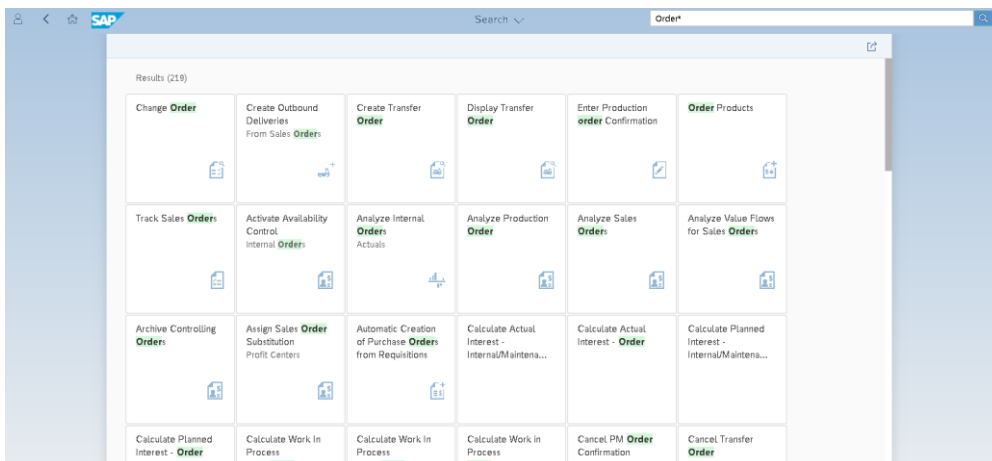 SAP
Search
Order*
Results (219)
Change Order
Create Outbound
Deliveries
From Sales Orders
Create Transfer
Order
Display Transfer
Order
Enter Production
order Confirmation
Order Products
Track Sales Orders
Activate Availability
Control
Internal Orders
Analyze Internal
Orders
Actuals
Analyze Production
Order
Analyze Sales
Orders
Analyze Value Flows
for Sales Orders
Archive Controlling
Orders
Assign Sales Order
Substitution
Profit Centers
Automatic Creation
of Purchase Orders
from Requisitions
Calculate Actual
Interest -
Internal/Maintena...
Calculate Actual
Interest - Order
Calculate Planned
Interest -
Internal/Maintena...
Calculate Planned
Interest - Order
Calculate Work In
Process
Calculate Work In
Process
Calculate Work in
Process
Cancel PM Order
Confirmation
Cancel Transfer
Order